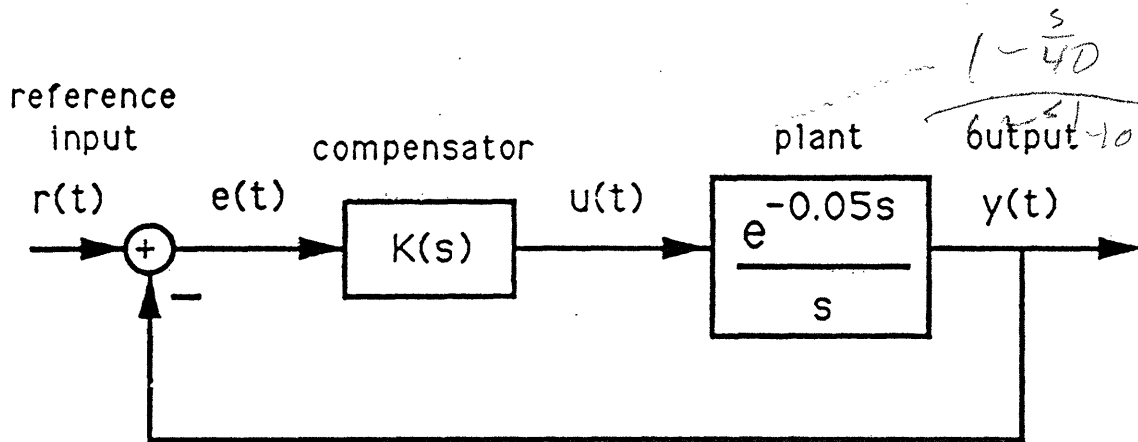 1 - s/40
reference
input
compensator
plant
output
r(t)
e(t)
u(t)
y(t)
+
K(s)
e^-0.05s
s
−